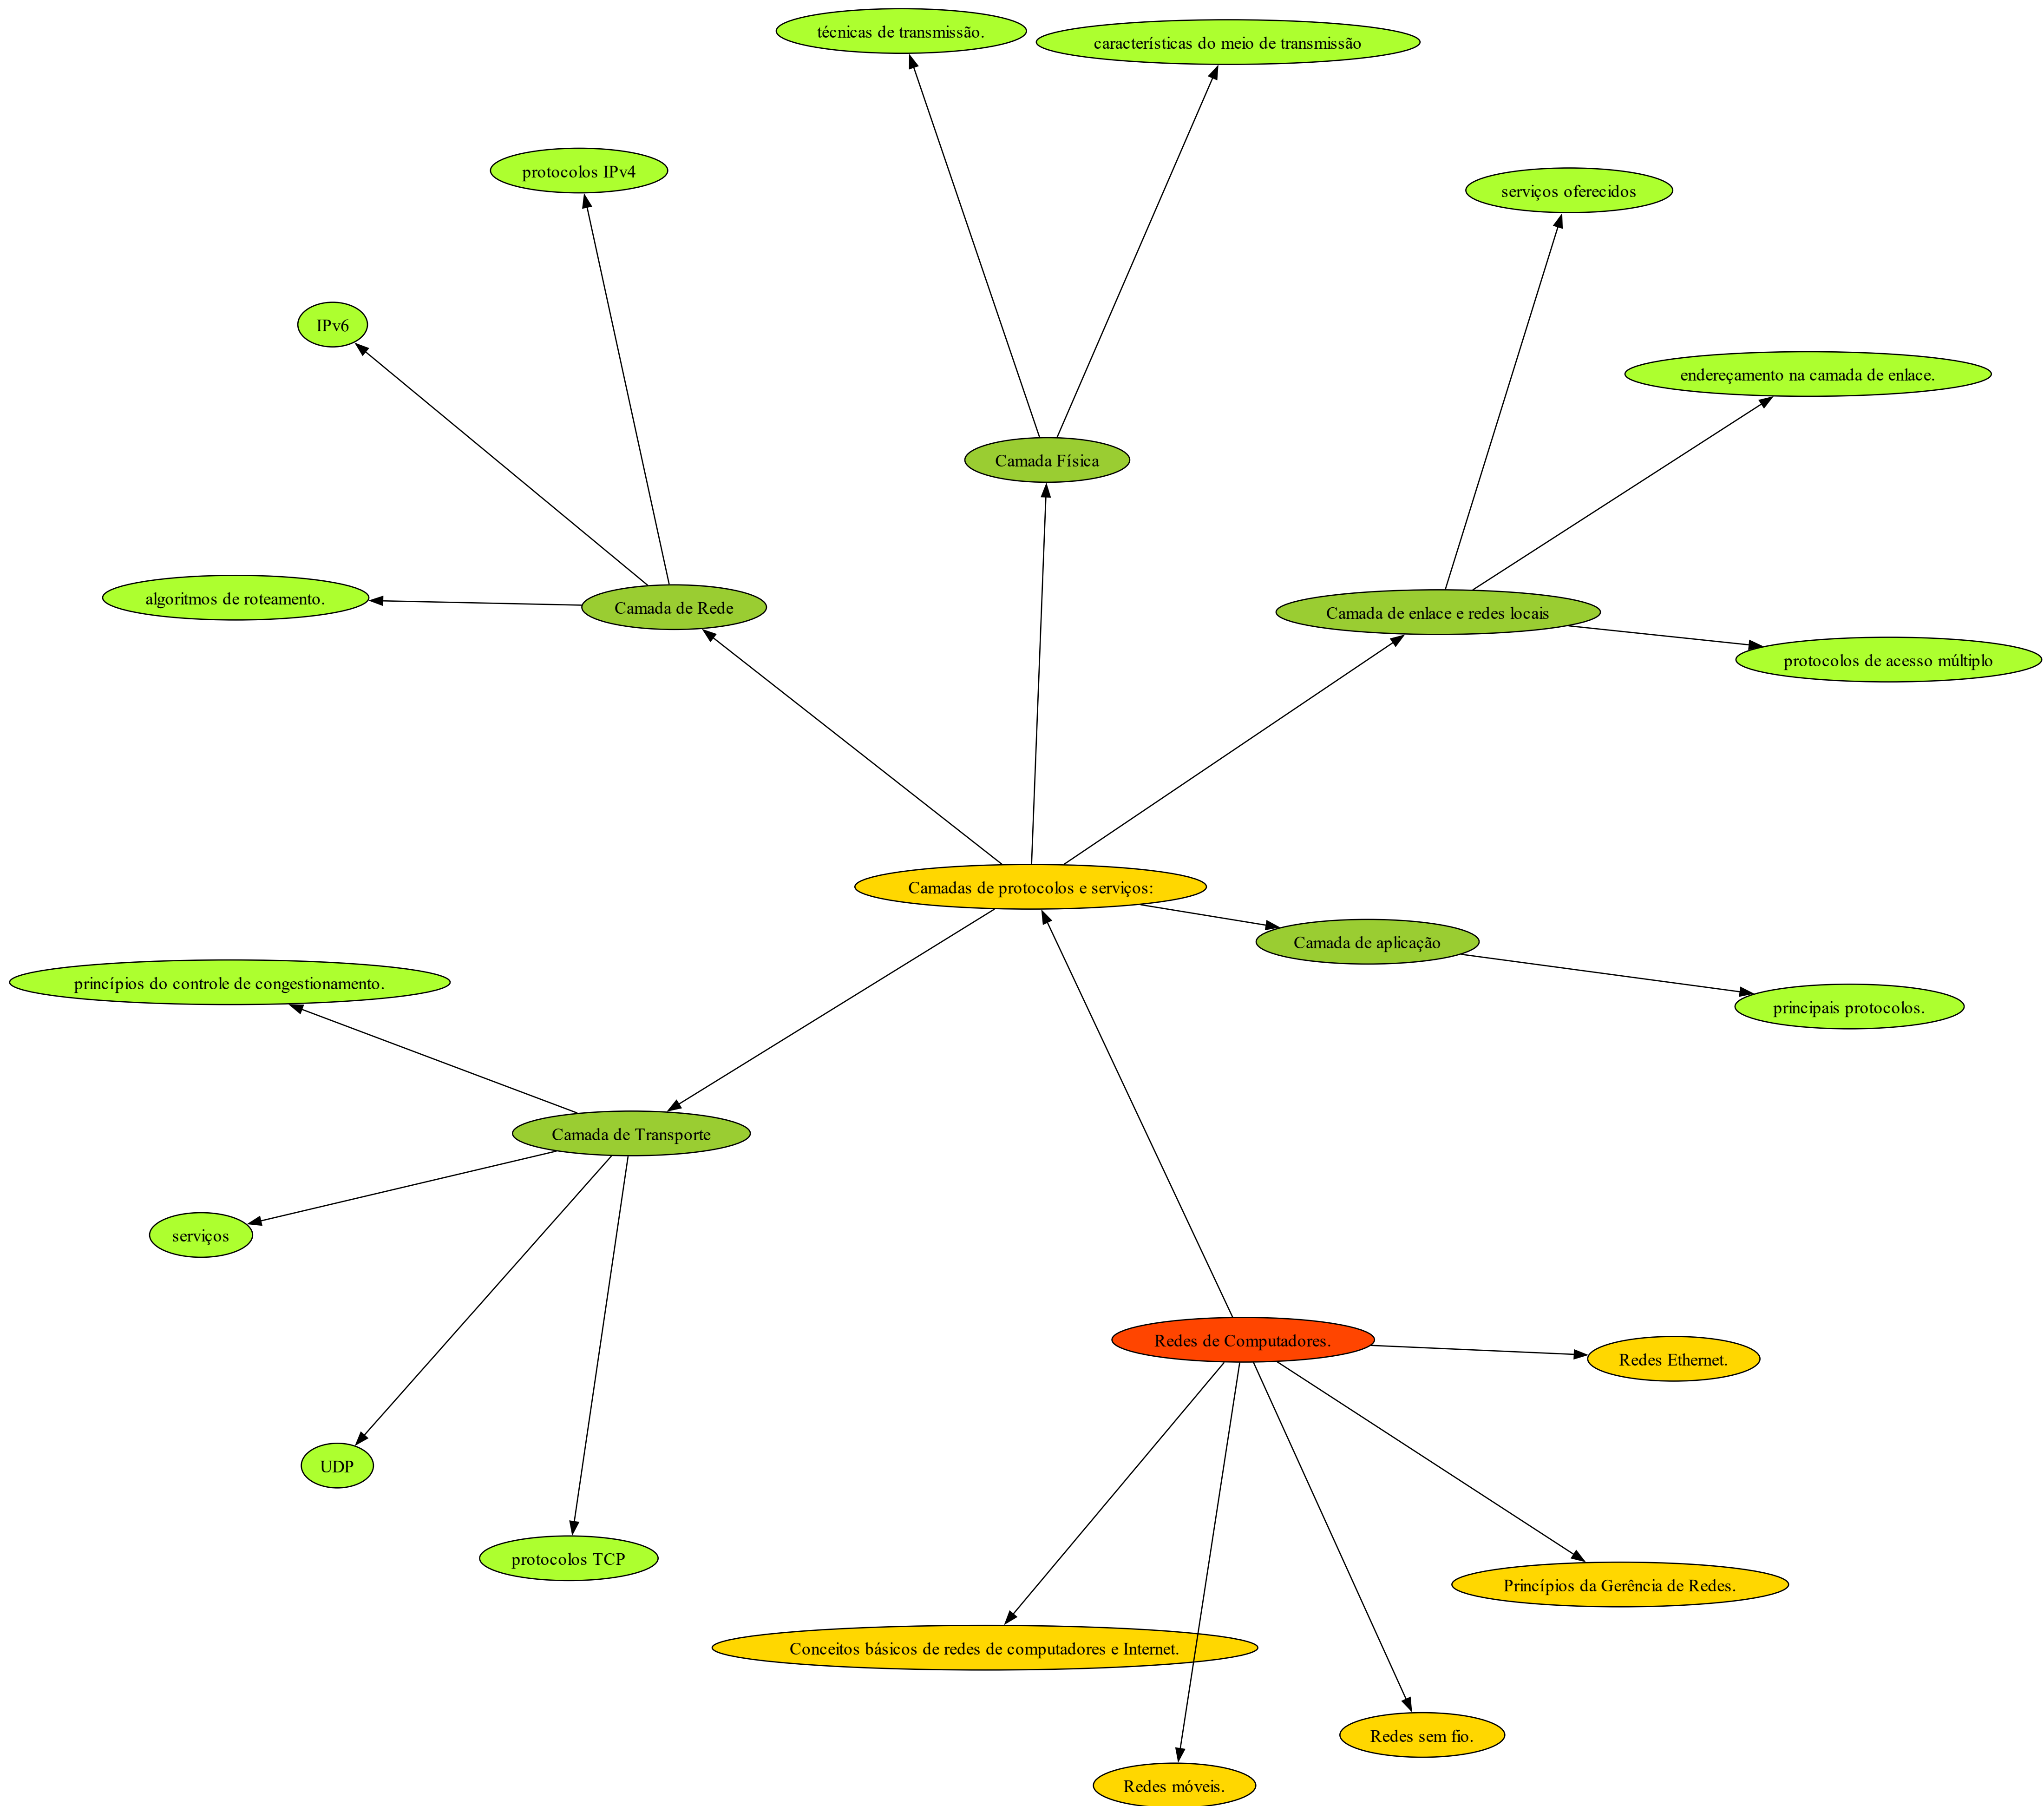 técnicas de transmissão.
características do meio de transmissão
protocolos IPv4
serviços oferecidos
IPv6
endereçamento na camada de enlace.
Camada Física
algoritmos de roteamento.
Camada de Rede
Camada de enlace e redes locais
protocolos de acesso múltiplo
Camadas de protocolos e serviços:
Camada de aplicação
princípios do controle de congestionamento.
principais protocolos.
Camada de Transporte
serviços
Redes de Computadores.
Redes Ethernet.
UDP
protocolos TCP
Princípios da Gerência de Redes.
Conceitos básicos de redes de computadores e Internet.
Redes sem fio.
Redes móveis.